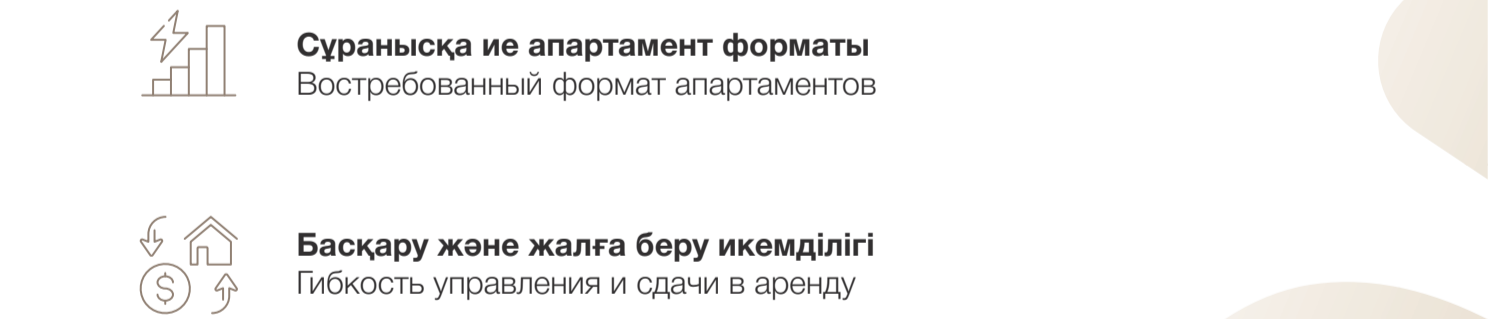 Сұранысқа ие апартамент форматы
Востребованный формат апартаментов
Басқару және жалға беру икемділігі
Гибкость управления и сдачи в аренду